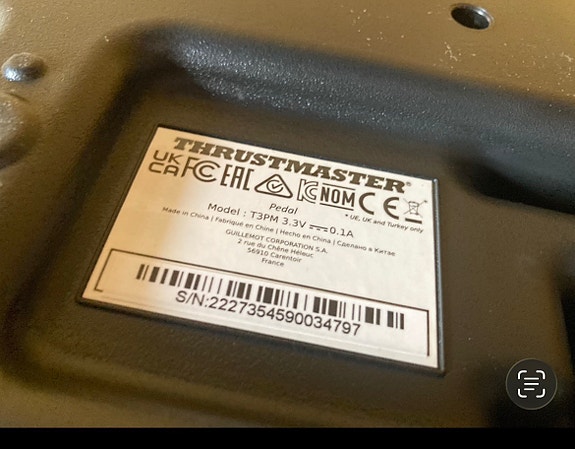 THRUSTMASTER®
UK CA FC EAC KC NOM CE
Pedal
* UE, UK and Turkey only
Model : T3PM 3.3V ⎓ 0.1A
Made in China | Fabriqué en Chine | Hecho en China | Сделано в Китае
GUILLEMOT CORPORATION S.A.
2 rue du Chêne Héleuc
56910 Carentoir
France
S/N:2227354590034797